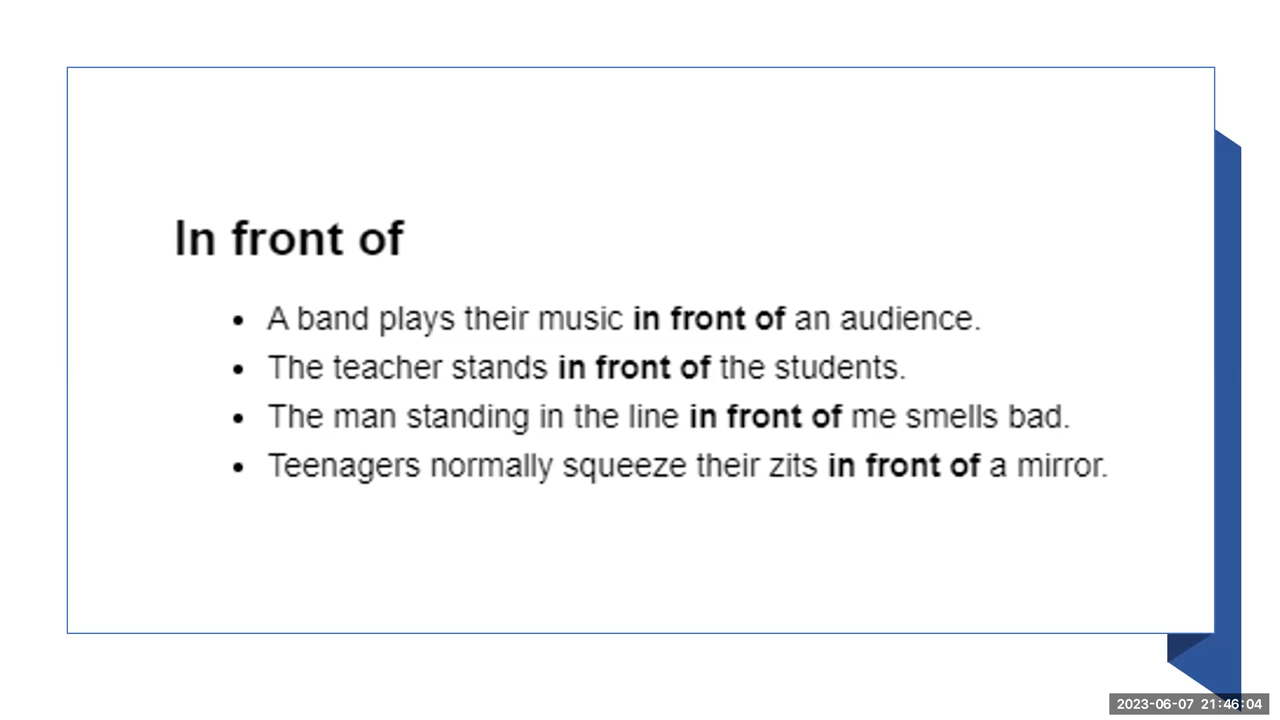 In front of
• A band plays their music in front of an audience.
• The teacher stands in front of the students.
• The man standing in the line in front of me smells bad.
• Teenagers normally squeeze their zits in front of a mirror.
2023-06-07 21:46:04